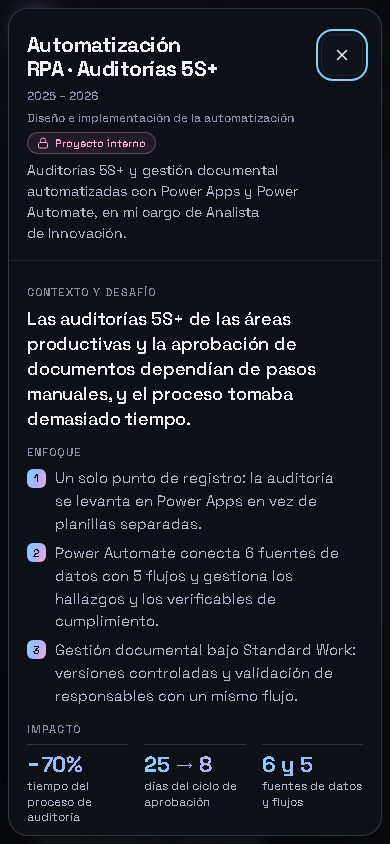 Automatización
RPA · Auditorías 5S+
2025 – 2026
Diseño e implementación de la automatización
Proyecto interno
Auditorías 5S+ y gestión documental
automatizadas con Power Apps y Power
Automate, en mi cargo de Analista
de Innovación.
CONTEXTO Y DESAFÍO
Las auditorías 5S+ de las áreas
productivas y la aprobación de
documentos dependían de pasos
manuales, y el proceso tomaba
demasiado tiempo.
ENFOQUE
1 Un solo punto de registro: la auditoría
se levanta en Power Apps en vez de
planillas separadas.
2 Power Automate conecta 6 fuentes de
datos con 5 flujos y gestiona los
hallazgos y los verificables de
cumplimiento.
3 Gestión documental bajo Standard Work:
versiones controladas y validación de
responsables con un mismo flujo.
IMPACTO
−70%
tiempo del
proceso de
auditoría
25 → 8
días del ciclo de
aprobación
6 y 5
fuentes de datos
y flujos